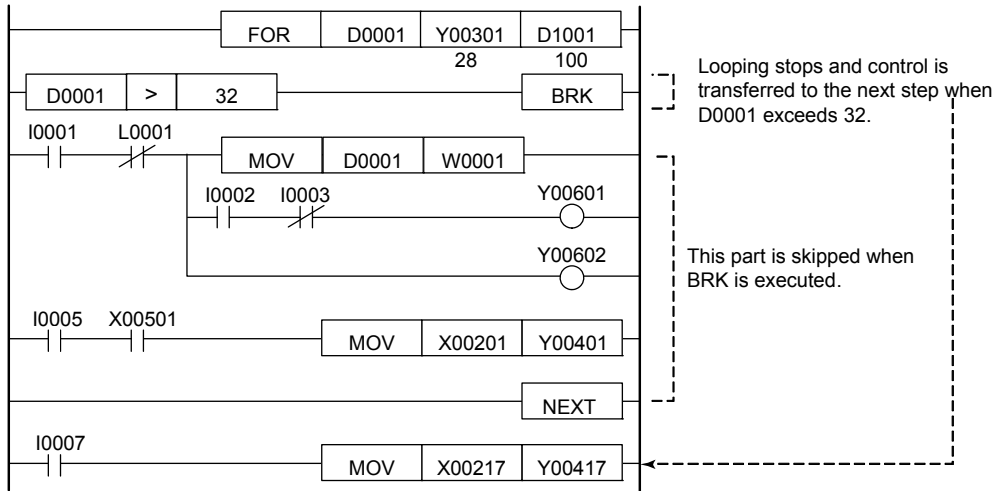 FOR D0001 Y00301 D1001
28 100
D0001 > 32 BRK
Looping stops and control is
transferred to the next step when
D0001 exceeds 32.
I0001 L0001
MOV D0001 W0001
I0002 I0003 Y00601
Y00602
This part is skipped when
BRK is executed.
I0005 X00501
MOV X00201 Y00401
NEXT
I0007
MOV X00217 Y00417